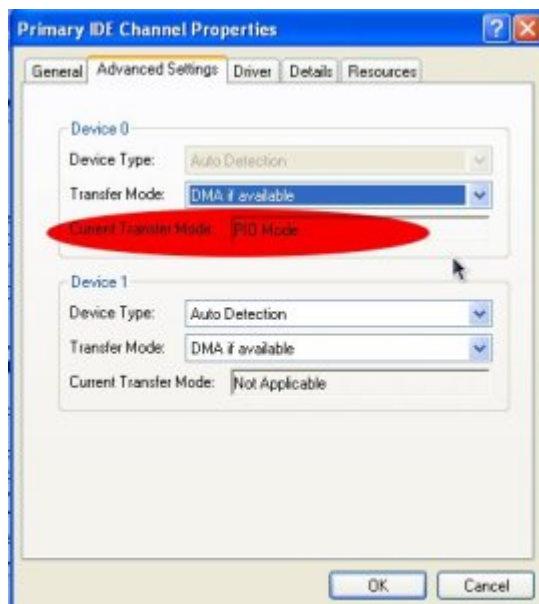 Primary IDE Channel Properties
General Advanced Settings Driver Details Resources
Device 0
Device Type: Auto Detection
Transfer Mode: DMA if available
Current Transfer Mode: PIO Mode
Device 1
Device Type: Auto Detection
Transfer Mode: DMA if available
Current Transfer Mode: Not Applicable
OK Cancel